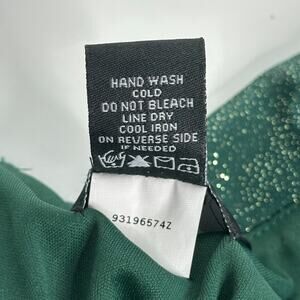 HAND WASH
COLD
DO NOT BLEACH
LINE DRY
COOL IRON
ON REVERSE SIDE
IF NEEDED
93196574Z